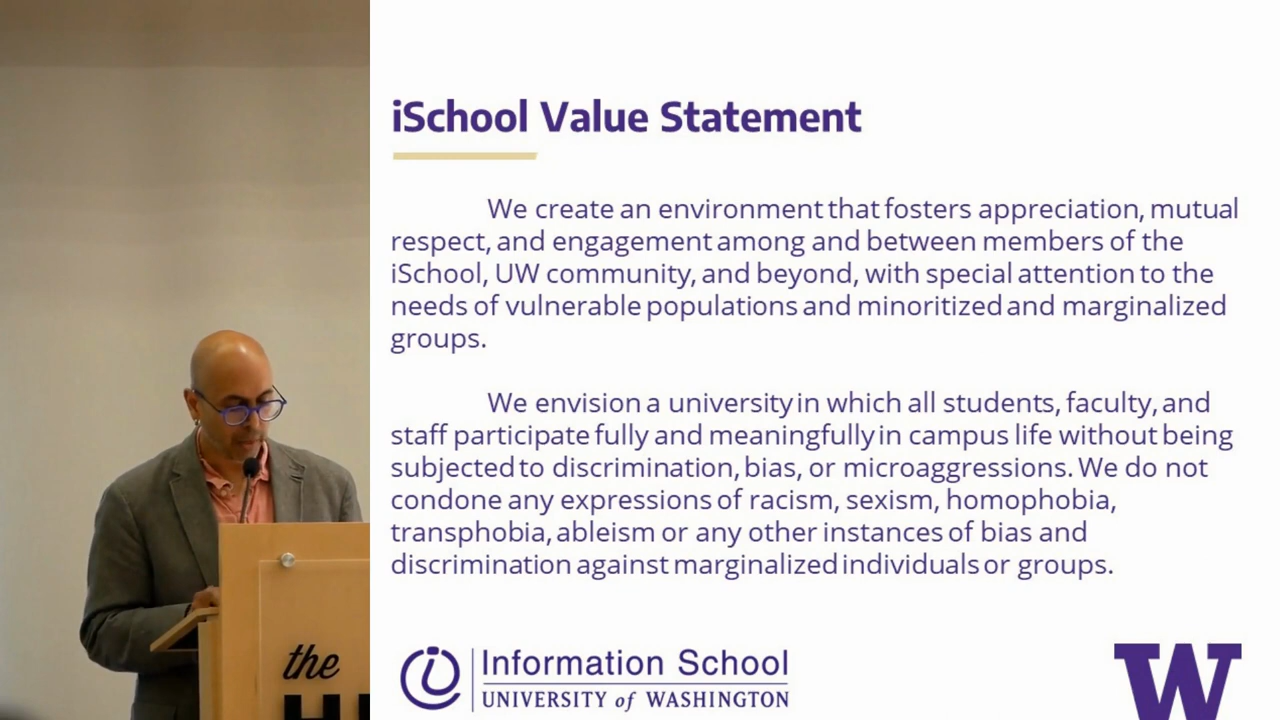 iSchool Value Statement
We create an environment that fosters appreciation, mutual
respect, and engagement among and between members of the
iSchool, UW community, and beyond, with special attention to the
needs of vulnerable populations and minoritized and marginalized
groups.
We envision a university in which all students, faculty, and
staff participate fully and meaningfully in campus life without being
subjected to discrimination, bias, or microaggressions. We do not
condone any expressions of racism, sexism, homophobia,
transphobia, ableism or any other instances of bias and
discrimination against marginalized individuals or groups.
Information School
UNIVERSITY of WASHINGTON
W
the